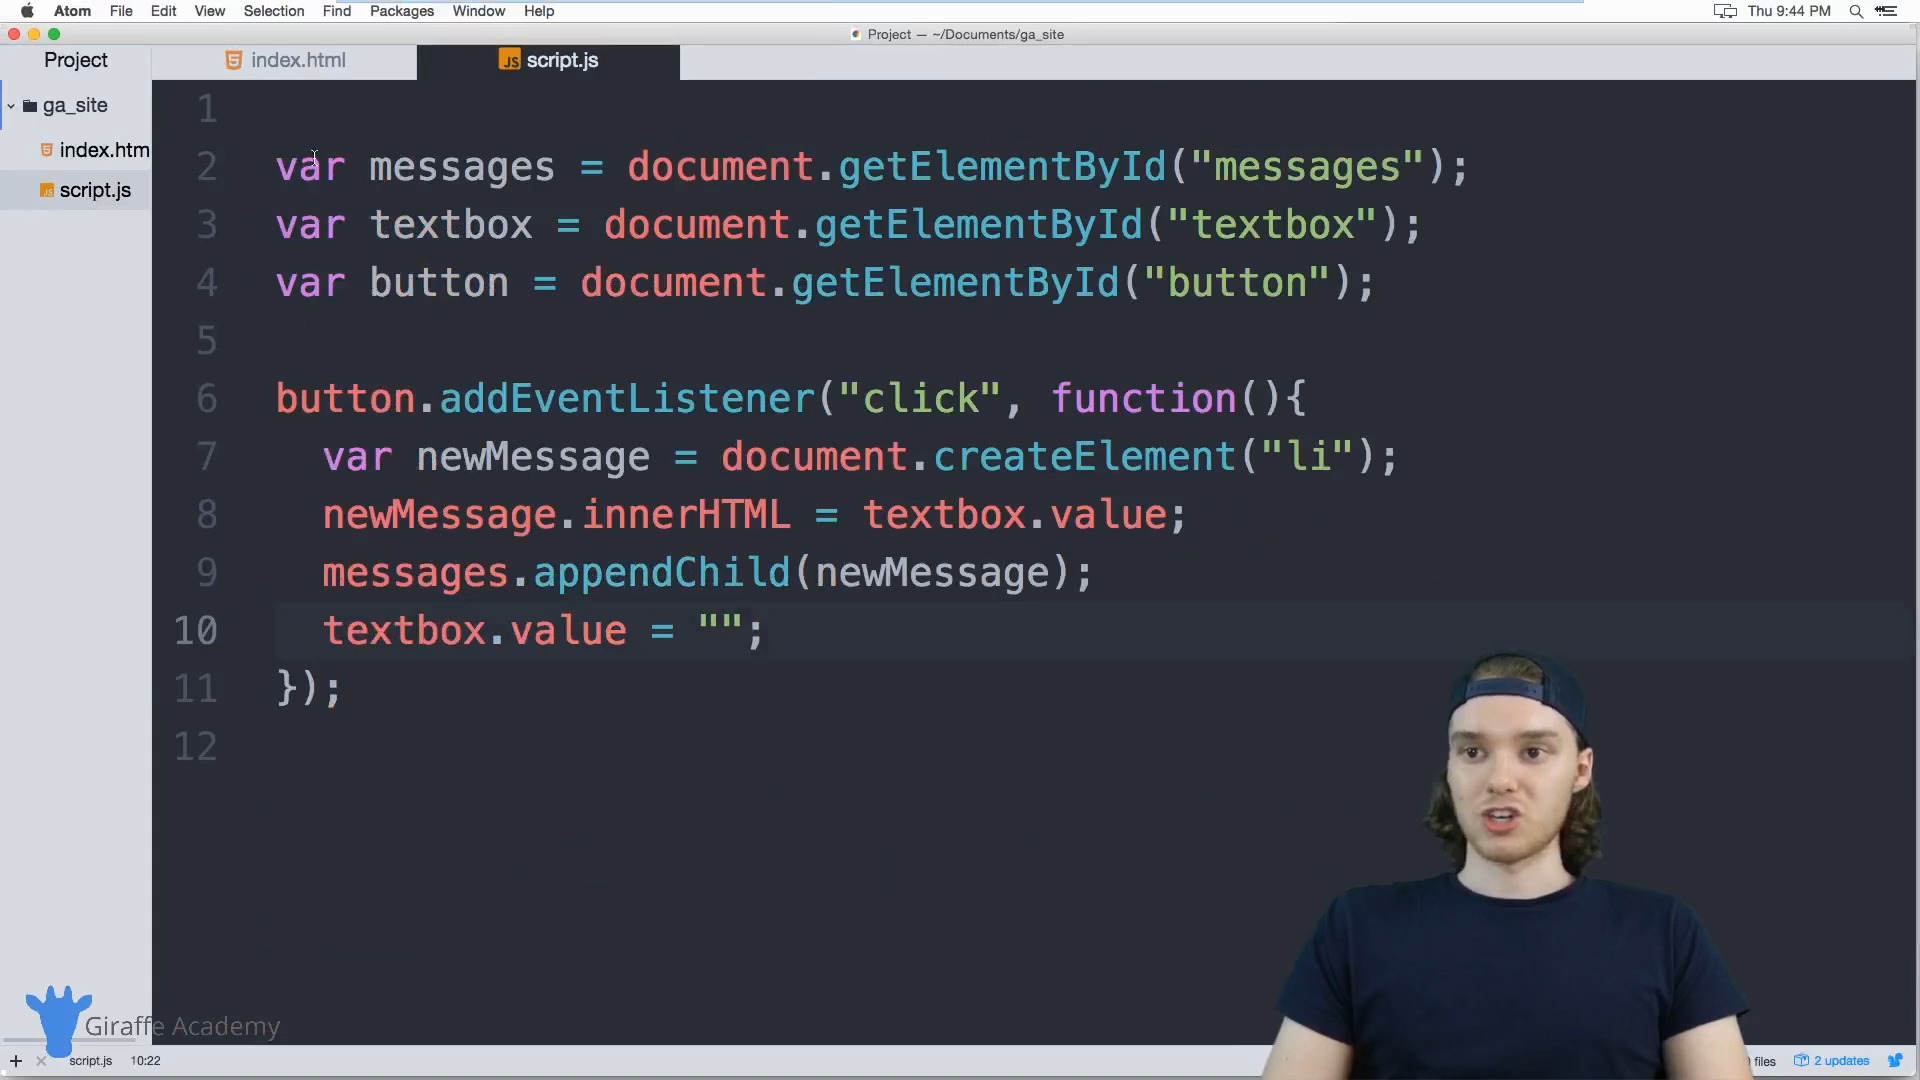 Atom File Edit View Selection Find Packages Window Help
Thu 9:44 PM
Project — ~/Documents/ga_site
Project
index.html
script.js
ga_site
index.htm
script.js
1
2 var messages = document.getElementById("messages");
3 var textbox = document.getElementById("textbox");
4 var button = document.getElementById("button");
5
6 button.addEventListener("click", function(){
7 var newMessage = document.createElement("li");
8 newMessage.innerHTML = textbox.value;
9 messages.appendChild(newMessage);
10 textbox.value = "";
11 });
12
Giraffe Academy
script.js 10:22
files 2 updates